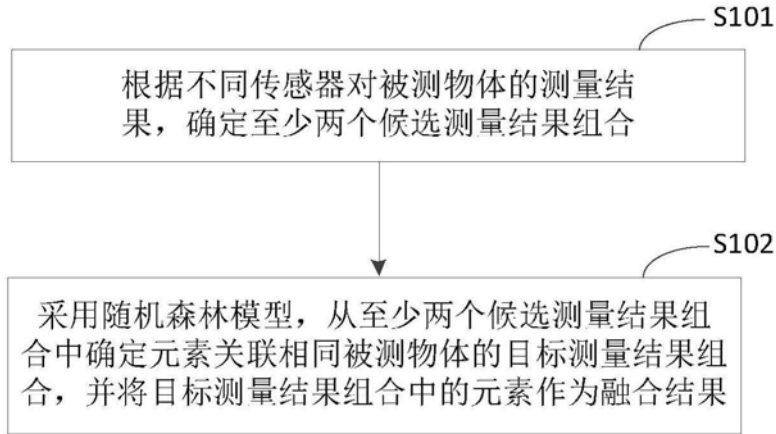 S101
根据不同传感器对被测物体的测量结
果，确定至少两个候选测量结果组合
S102
采用随机森林模型，从至少两个候选测量结果组
合中确定元素关联相同被测物体的目标测量结果组
合，并将目标测量结果组合中的元素作为融合结果